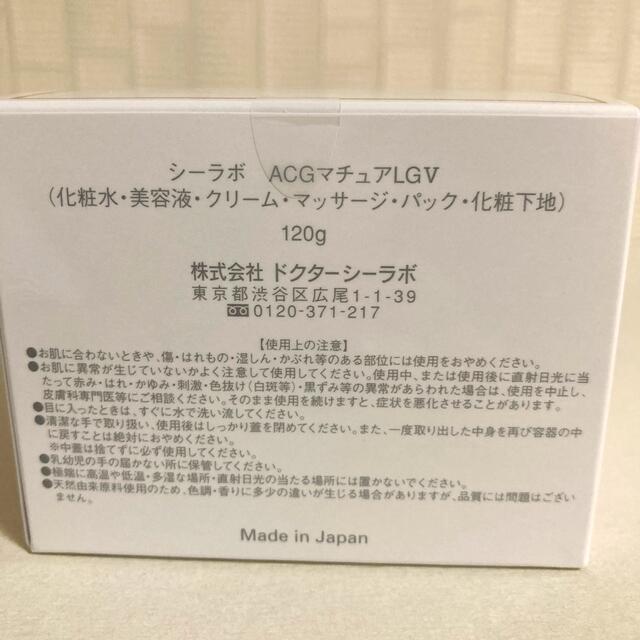 シーラボ　ACGマチュアLGV
（化粧水・美容液・クリーム・マッサージ・パック・化粧下地）
120g
株式会社 ドクターシーラボ
東京都渋谷区広尾1-1-39
0120-371-217
【使用上の注意】
●お肌に合わないときや、傷・はれもの・湿しん・かぶれ等のある部位には使用をおやめください。
●お肌に異常が生じていないかよく注意して使用してください。使用中、または使用後に直射日光に当
たって赤み・はれ・かゆみ・刺激・色抜け（白斑等）・黒ずみ等の異常があらわれた場合は、使用を中止し、
皮膚科専門医等にご相談ください。そのまま使用を続けますと、症状を悪化させることがあります。
●目に入ったときは、すぐに水で洗い流してください。
●清潔な手で取り扱い、使用後はしっかり蓋を閉めてください。また、一度取り出した中身を再び容器の中
に戻すことは絶対におやめください。
※中蓋は捨てずに必ず使用してください。
●乳幼児の手の届かない所に保管してください。
●極端に高温や低温・多湿な場所・直射日光の当たる場所には置かないでください。
●天然由来原料使用のため、色調・香りに多少の違いが生じる場合がありますが、品質には問題はござい
ません。
Made in Japan